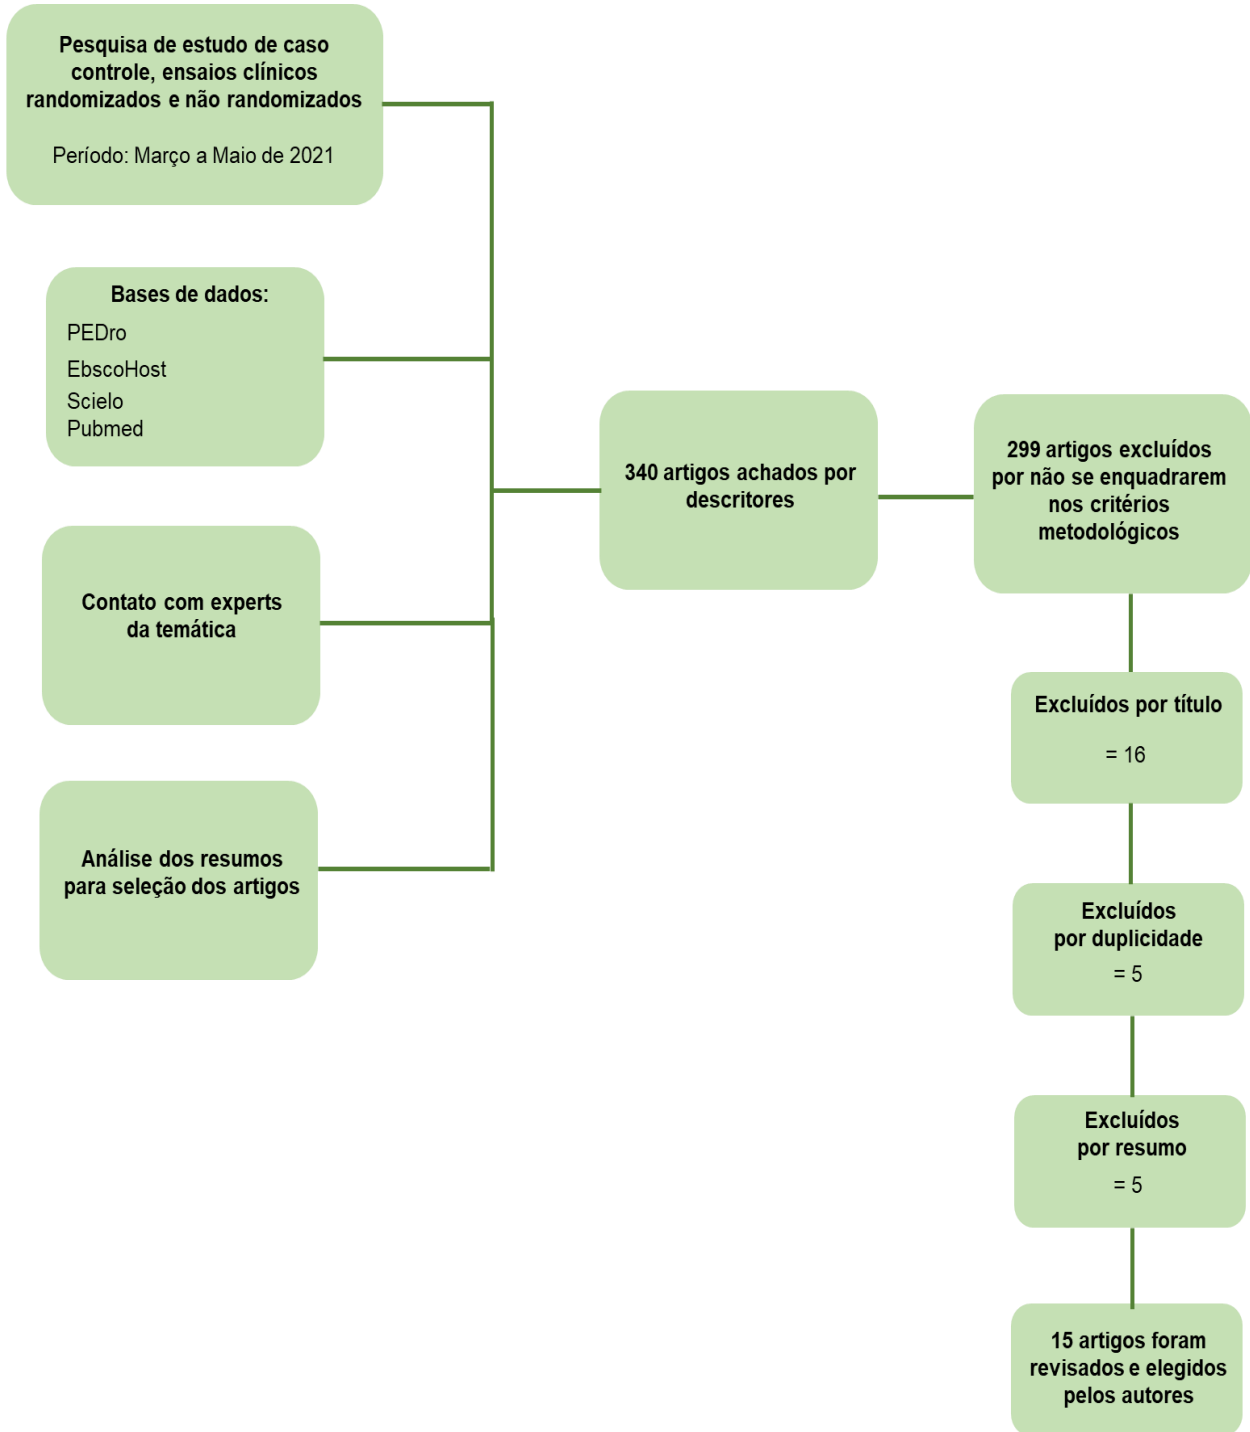 Pesquisa de estudo de caso
controle, ensaios clínicos
randomizados e não randomizados
Período: Março a Maio de 2021
Bases de dados:
PEDro
EbscoHost
Scielo
Pubmed
Contato com experts
da temática
Análise dos resumos
para seleção dos artigos
340 artigos achados por
descritores
299 artigos excluídos
por não se enquadrarem
nos critérios
metodológicos
Excluídos por título
= 16
Excluídos
por duplicidade
= 5
Excluídos
por resumo
= 5
15 artigos foram
revisados e elegidos
pelos autores